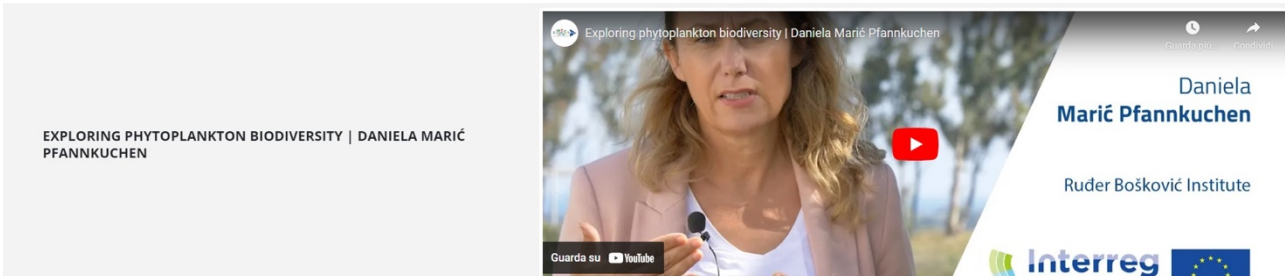 EXPLORING PHYTOPLANKTON BIODIVERSITY | DANIELA MARIĆ
PFANNKUCHEN
Exploring phytoplankton biodiversity | Daniela Marić Pfannkuchen
Guarda più... Condividi
Daniela
Marić Pfannkuchen
Ruđer Bošković Institute
Guarda su YouTube
Interreg